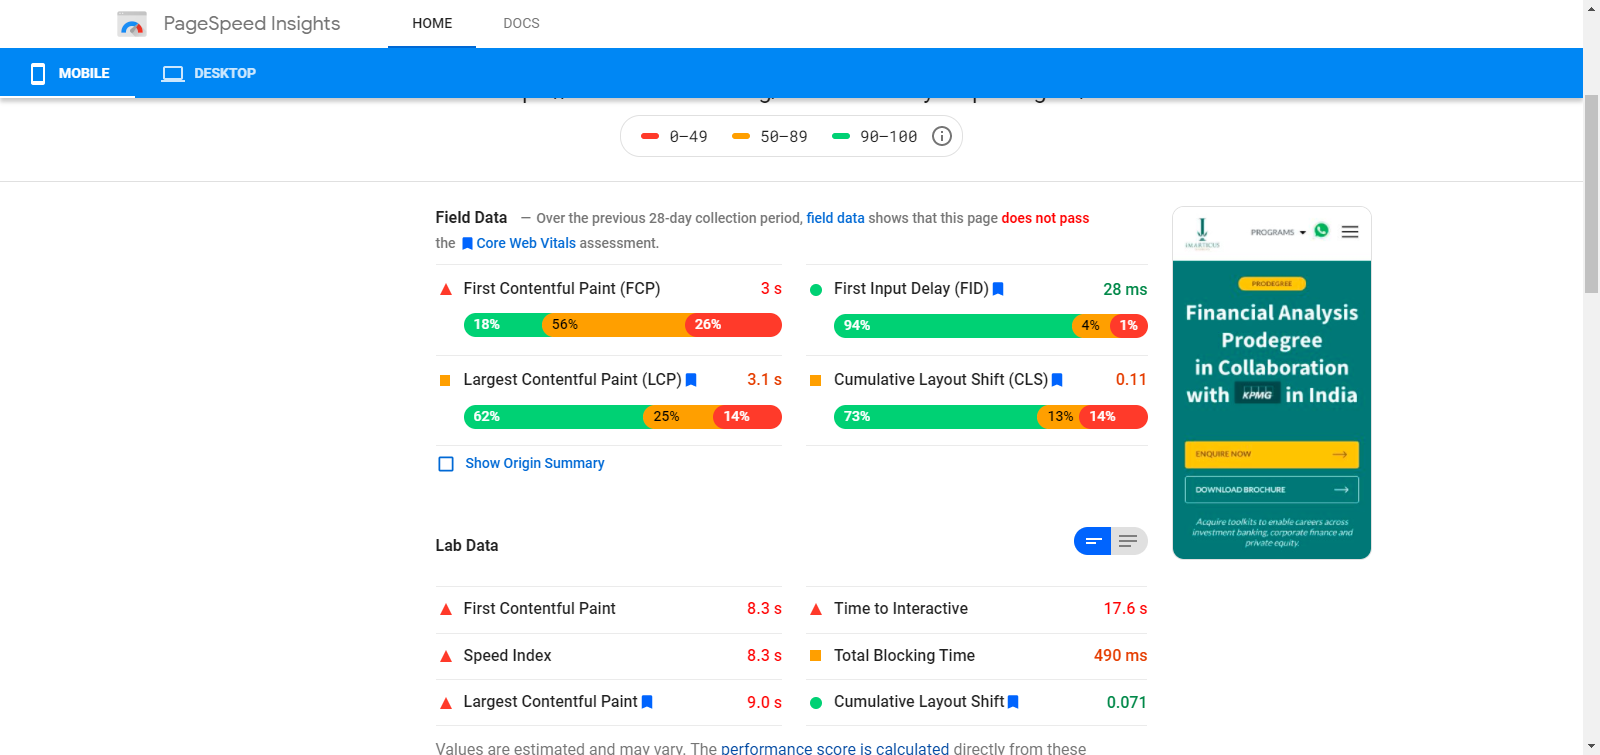 PageSpeed Insights
HOME
DOCS
MOBILE
DESKTOP
0–49
50–89
90–100
Field Data — Over the previous 28-day collection period, field data shows that this page does not pass
the Core Web Vitals assessment.
First Contentful Paint (FCP) 3 s
18% 56% 26%
First Input Delay (FID) 28 ms
94% 4% 1%
Largest Contentful Paint (LCP) 3.1 s
62% 25% 14%
Cumulative Layout Shift (CLS) 0.11
73% 13% 14%
Show Origin Summary
IMARTICUS
PROGRAMS
PRODEGREE
Financial Analysis
Prodegree
in Collaboration
with KPMG in India
ENQUIRE NOW
DOWNLOAD BROCHURE
Acquire toolkits to enable careers across
investment banking, corporate finance and
private equity.
Lab Data
First Contentful Paint 8.3 s
Time to Interactive 17.6 s
Speed Index 8.3 s
Total Blocking Time 490 ms
Largest Contentful Paint 9.0 s
Cumulative Layout Shift 0.071
Values are estimated and may vary. The performance score is calculated directly from these